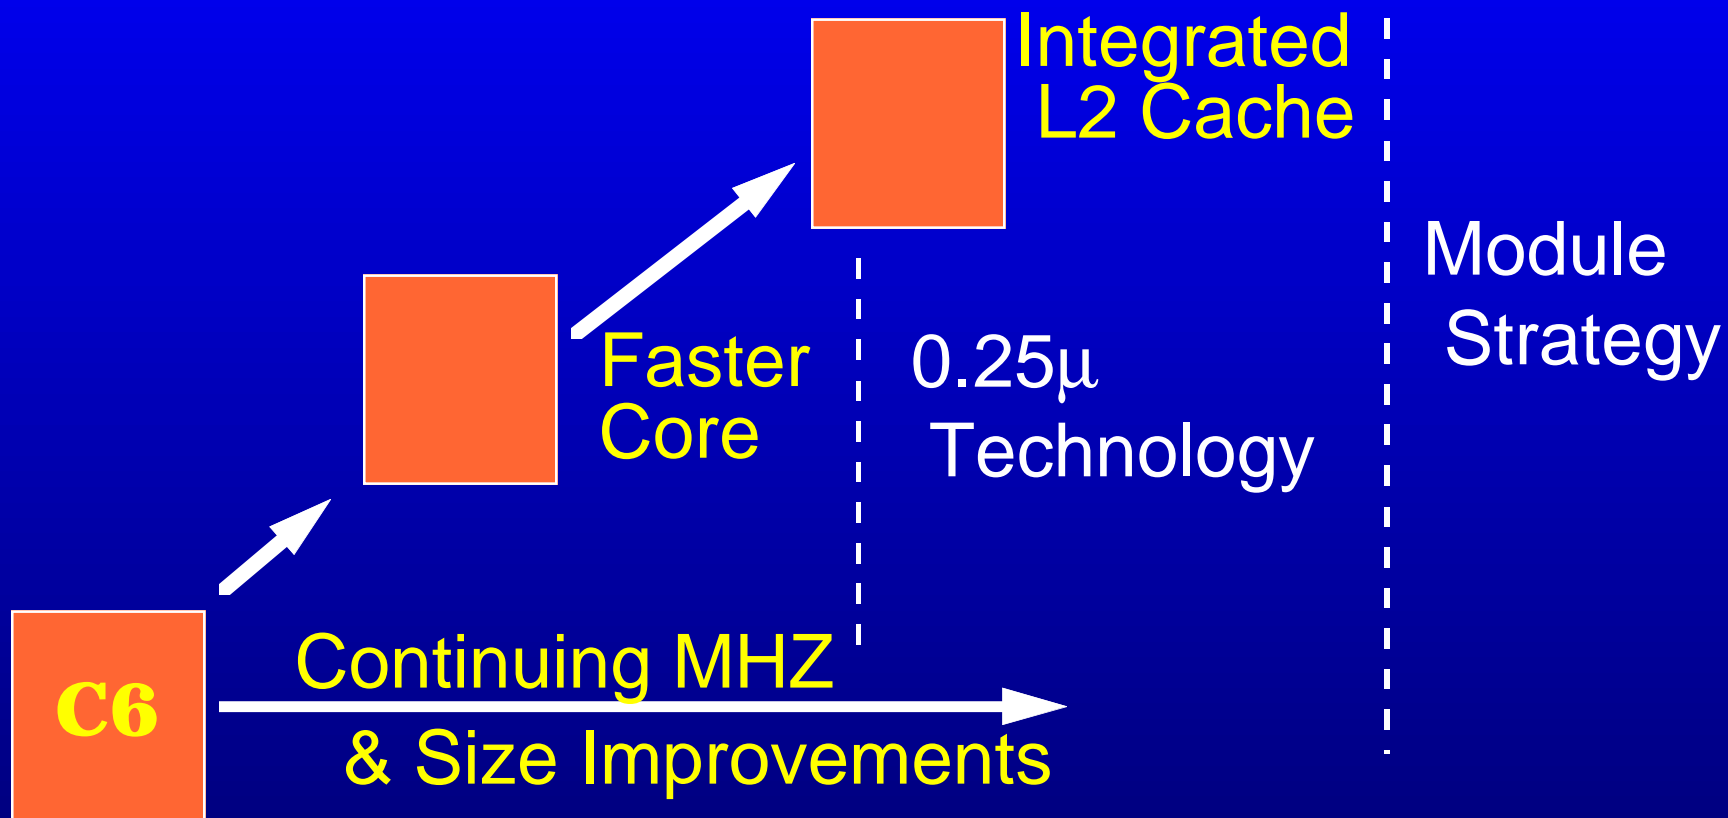 Integrated
L2 Cache
Module
Strategy
Faster
Core
0.25μ
Technology
C6
Continuing MHZ
& Size Improvements